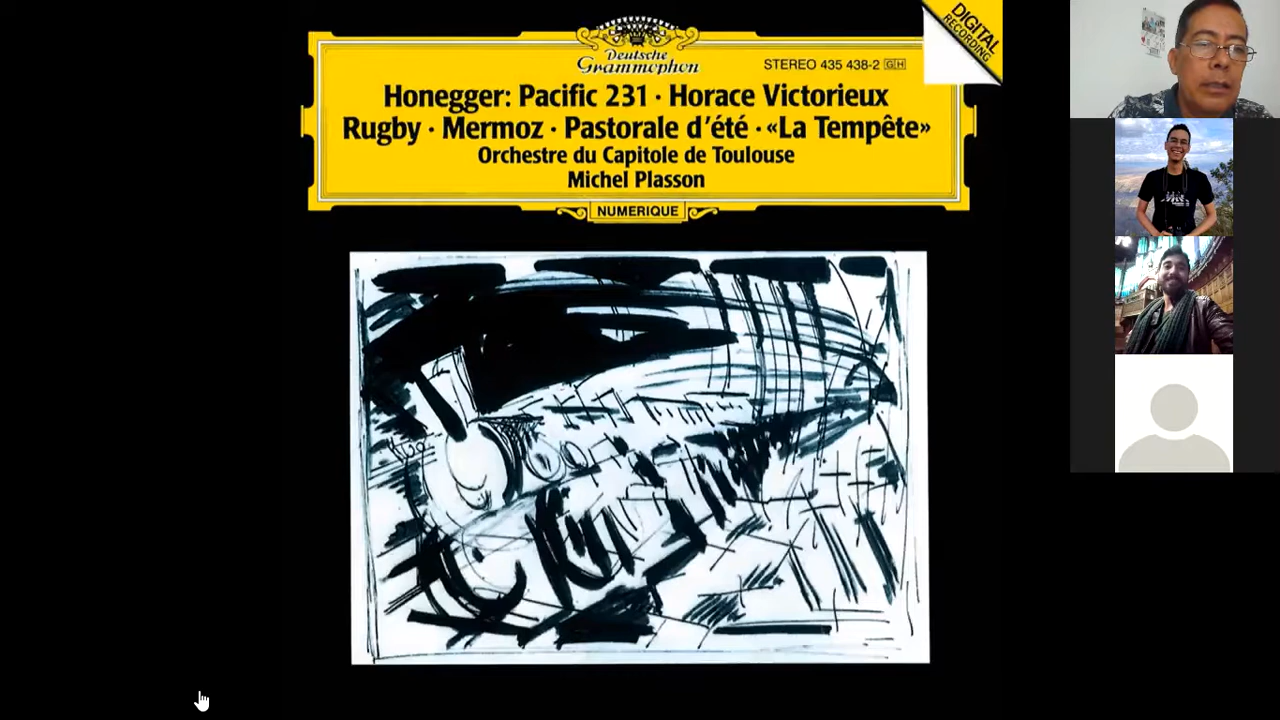 DIGITAL
RECORDING
Deutsche
Grammophon
STEREO 435 438-2 GH
Honegger: Pacific 231 · Horace Victorieux
Rugby · Mermoz · Pastorale d'été · «La Tempête»
Orchestre du Capitole de Toulouse
Michel Plasson
NUMERIQUE